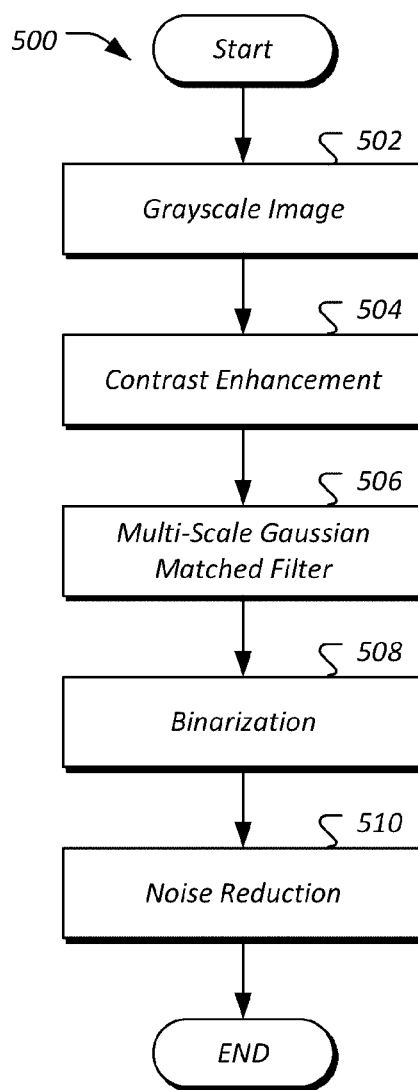 500
Start
502
Grayscale Image
504
Contrast Enhancement
506
Multi-Scale Gaussian
Matched Filter
508
Binarization
510
Noise Reduction
END